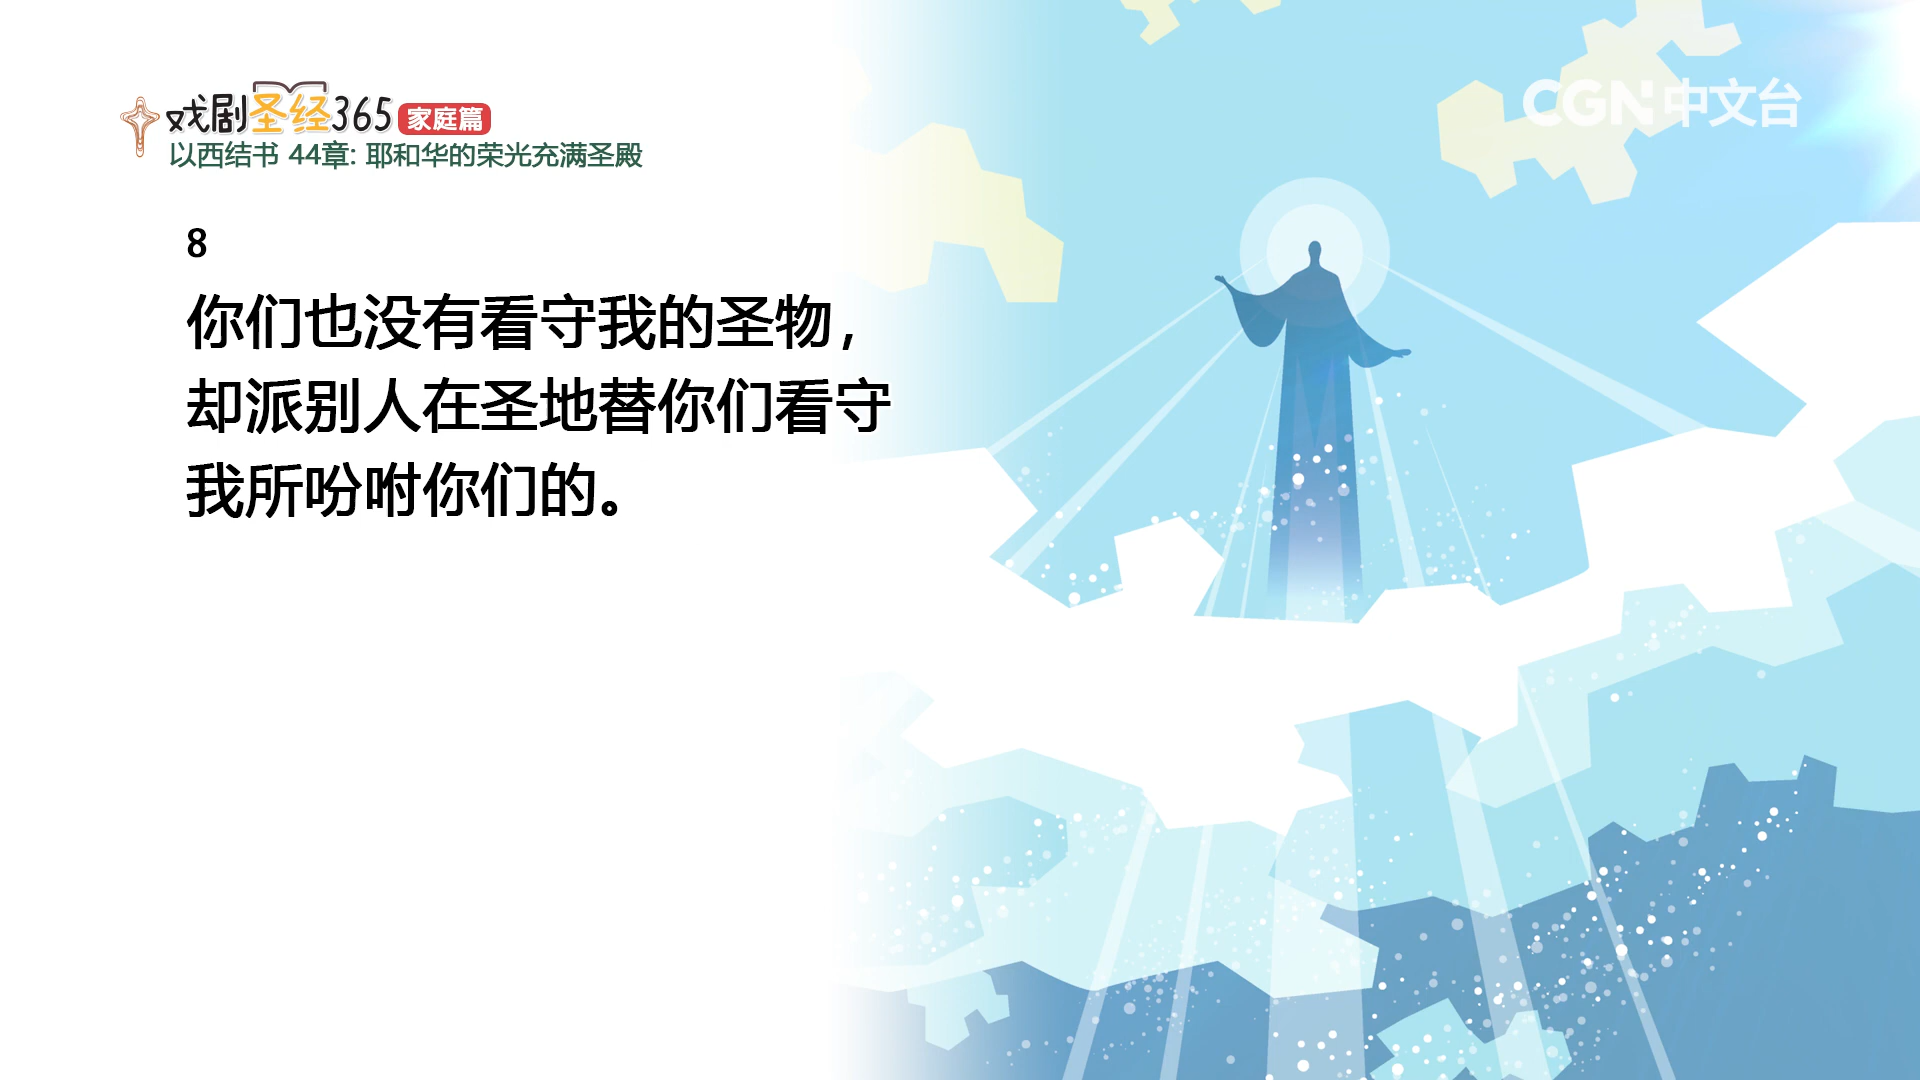 戏剧圣经365 家庭篇
CGN 中文台
以西结书 44章: 耶和华的荣光充满圣殿
8
你们也没有看守我的圣物，
却派别人在圣地替你们看守
我所吩咐你们的。